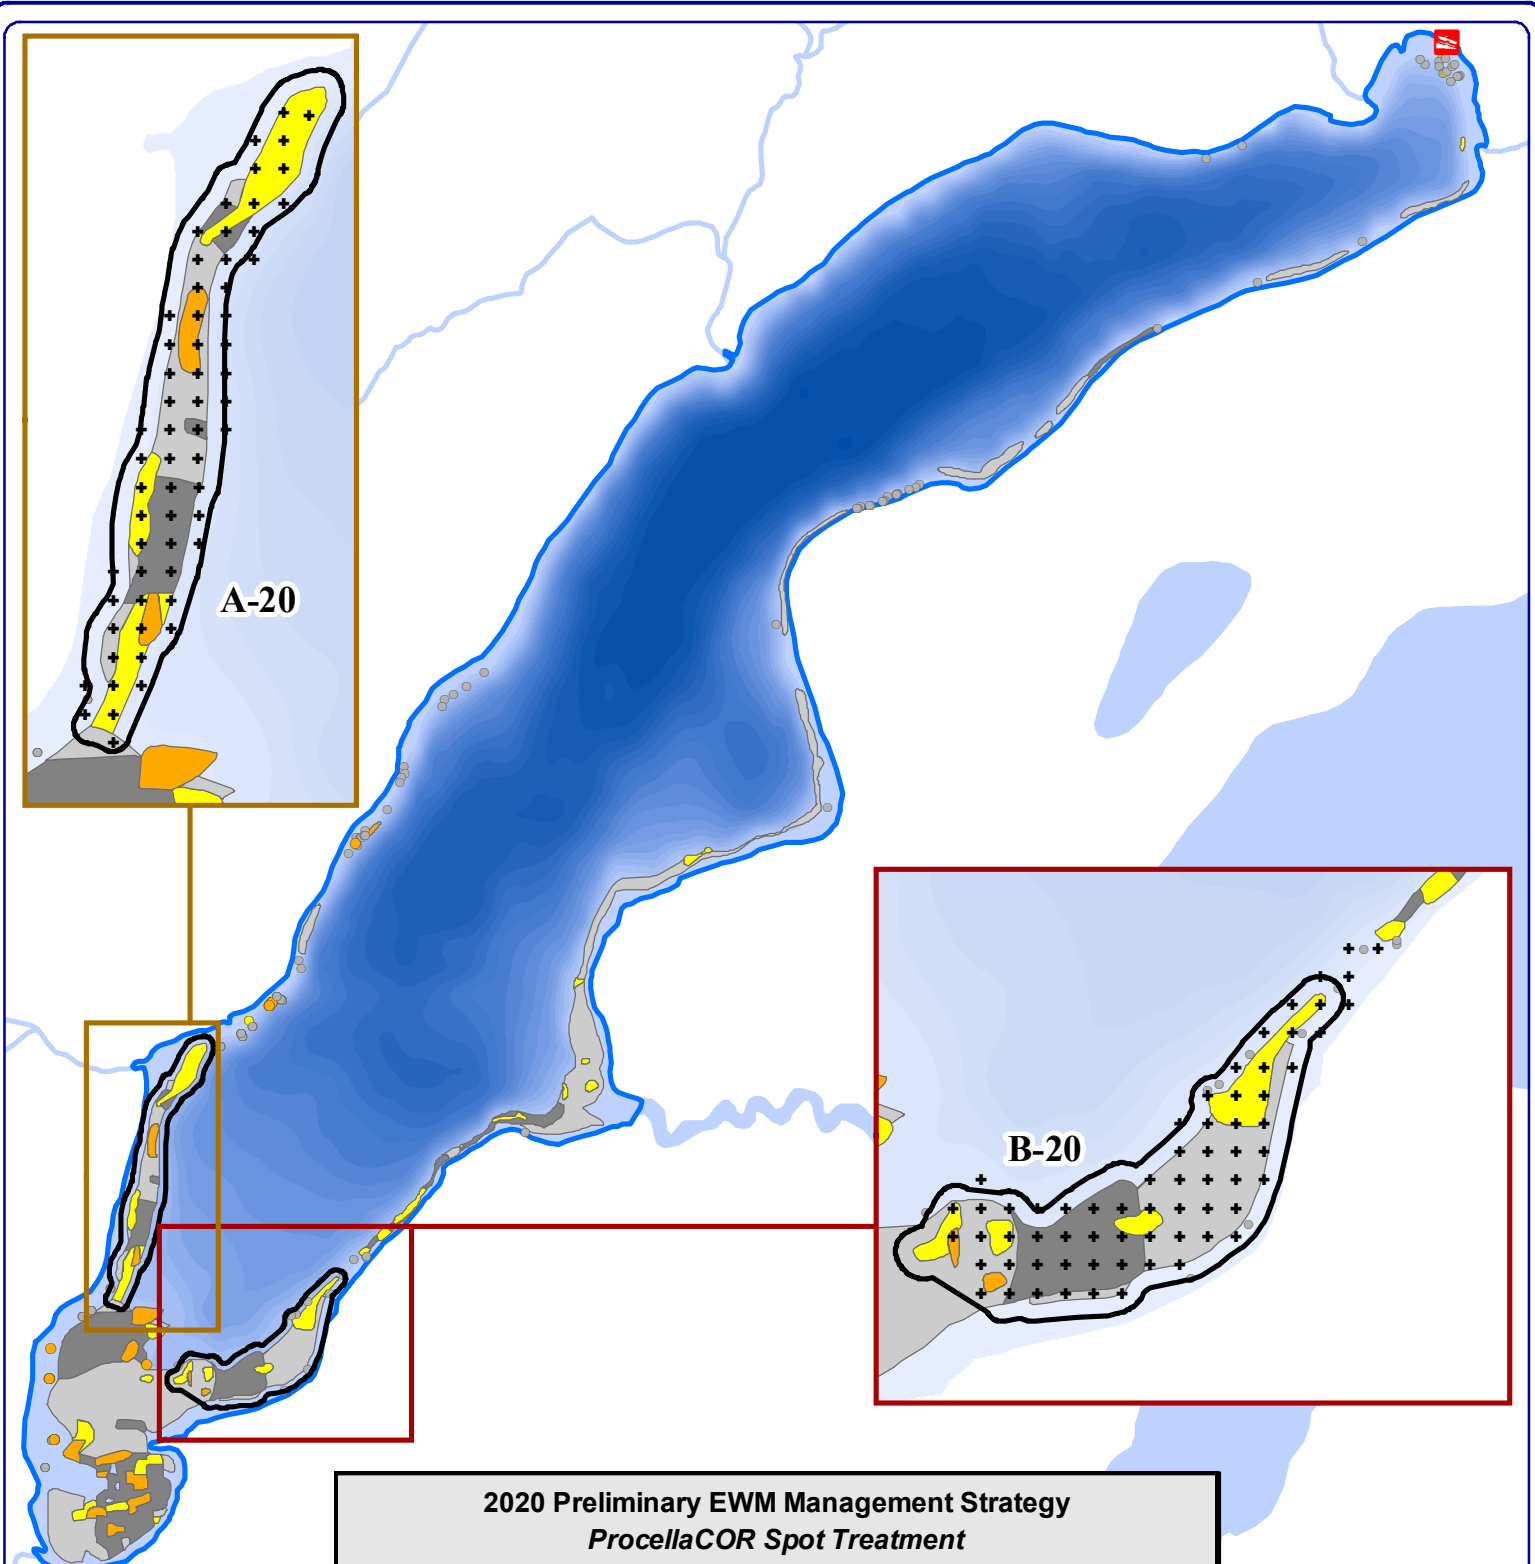 A-20
B-20
2020 Preliminary EWM Management Strategy
ProcellaCOR Spot Treatment